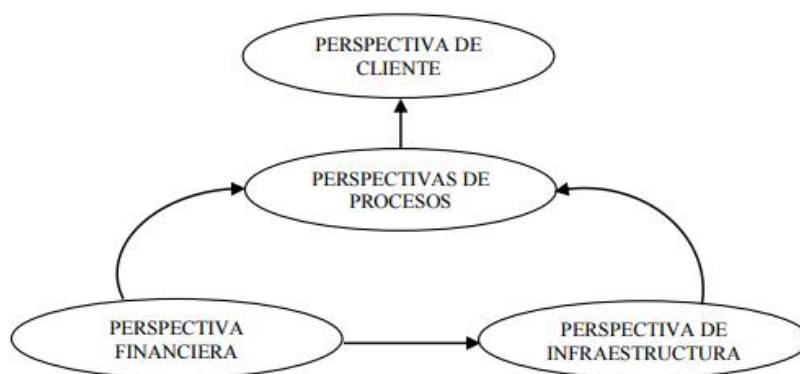 PERSPECTIVA DE
CLIENTE
PERSPECTIVAS DE
PROCESOS
PERSPECTIVA
FINANCIERA
PERSPECTIVA DE
INFRAESTRUCTURA